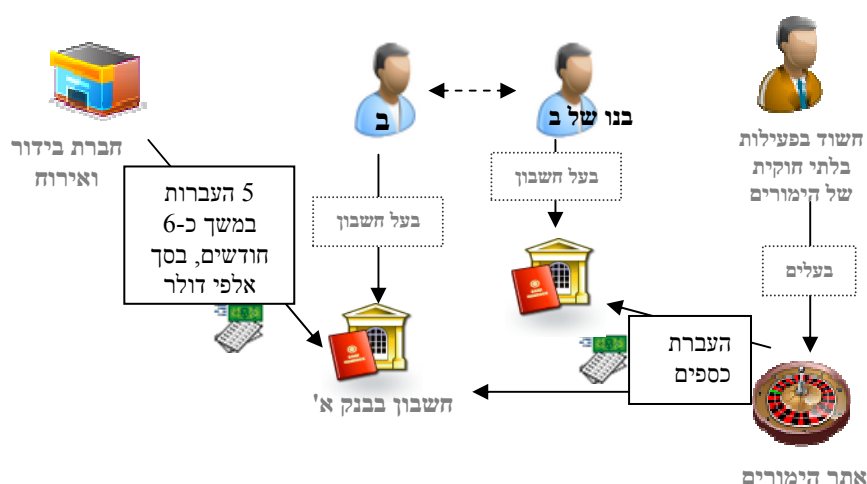 ב
בנו של ב
חברת בידור
ואירוח
חשוד בפעילות
בלתי חוקית
של הימורים
5 העברות
במשך כ-6
חודשים, בסך
אלפי דולר
בעל חשבון
בעל חשבון
בעלים
העברת
כספים
חשבון בבנק א'
אתר הימורים